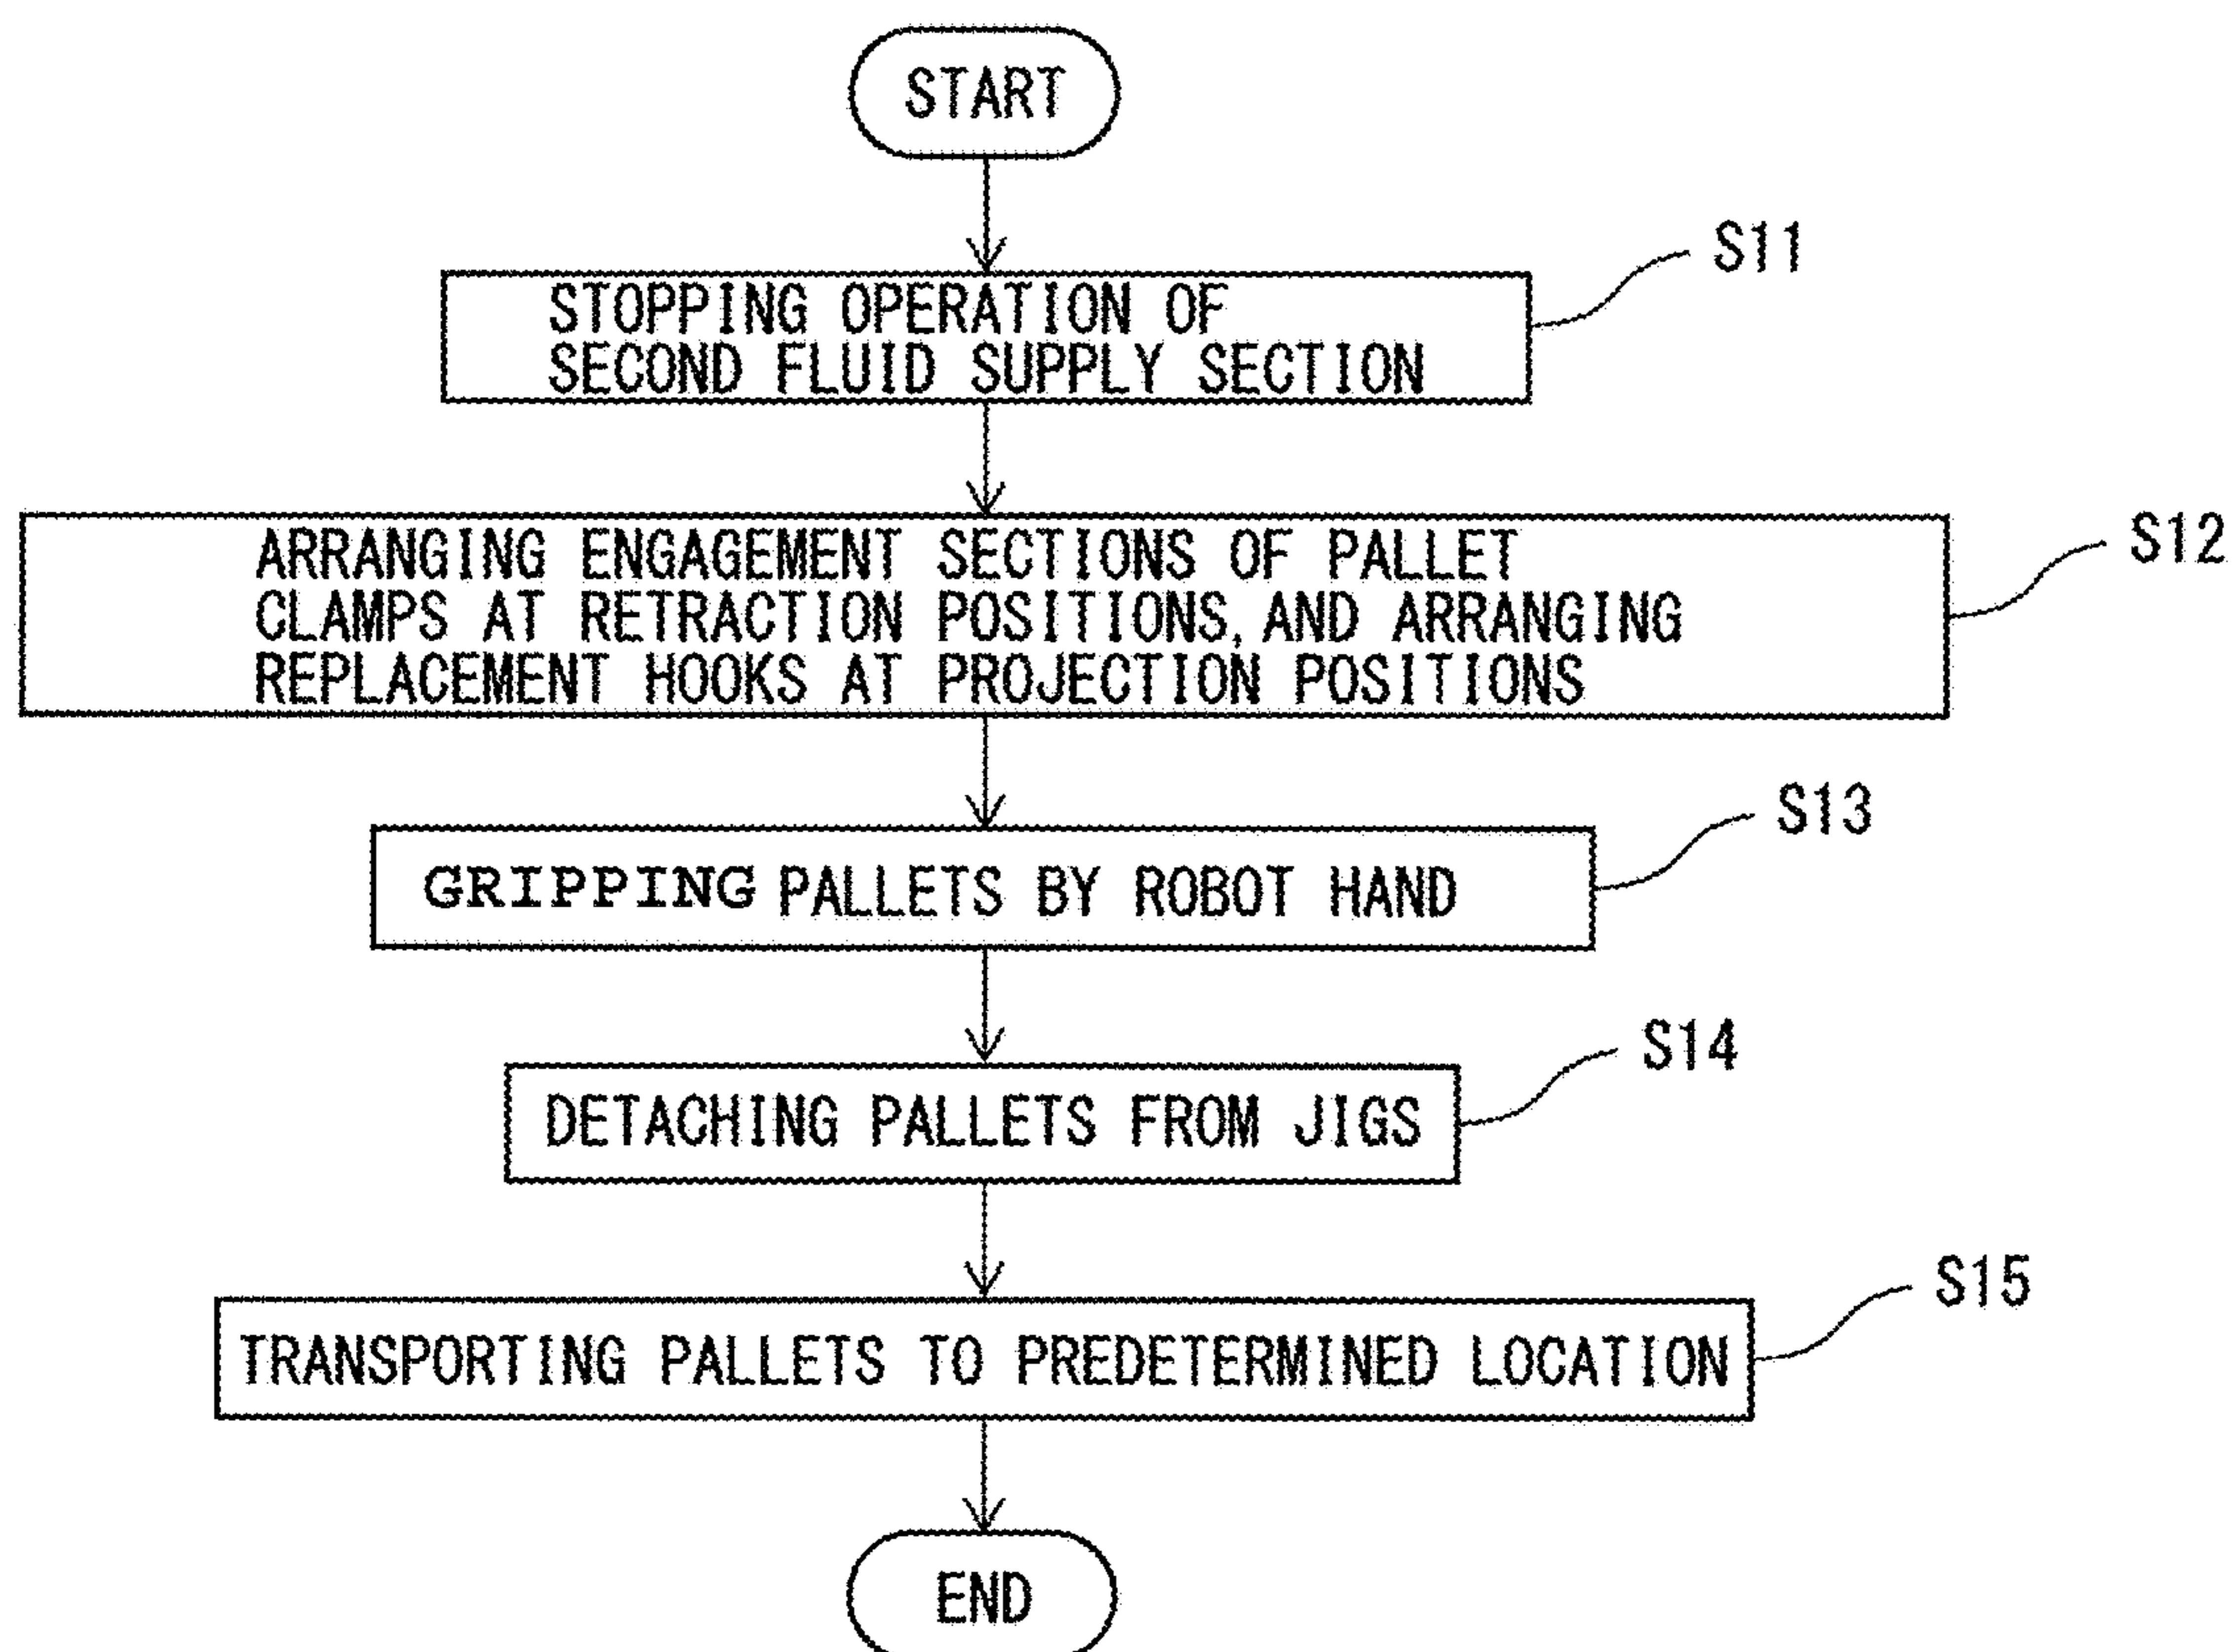 START
S11
STOPPING OPERATION OF
SECOND FLUID SUPPLY SECTION
S12
ARRANGING ENGAGEMENT SECTIONS OF PALLET
CLAMPS AT RETRACTION POSITIONS, AND ARRANGING
REPLACEMENT HOOKS AT PROJECTION POSITIONS
S13
GRIPPING PALLETS BY ROBOT HAND
S14
DETACHING PALLETS FROM JIGS
S15
TRANSPORTING PALLETS TO PREDETERMINED LOCATION
END